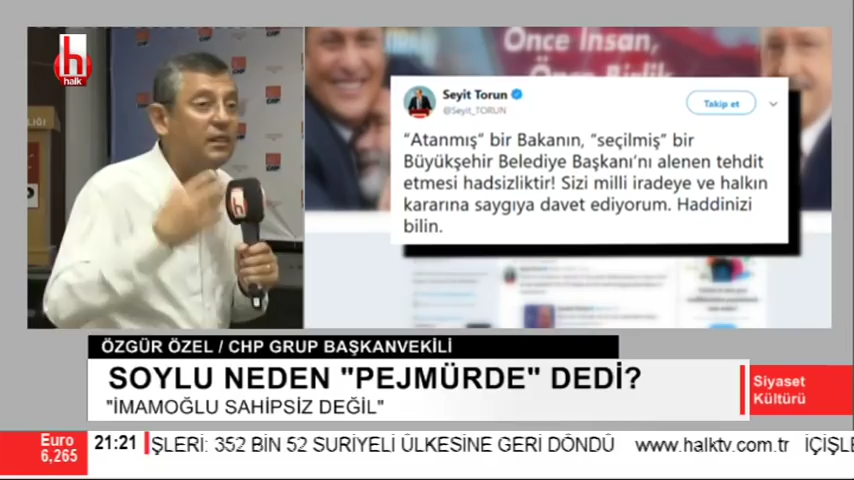 halk
CHP
Önce İnsan,
Önce Birlik
Seyit Torun
@Seyit_TORUN
Takip et
“Atanmış” bir Bakanın, “seçilmiş” bir
Büyükşehir Belediye Başkanı’nı alenen tehdit
etmesi hadsizliktir! Sizi milli iradeye ve halkın
kararına saygıya davet ediyorum. Haddinizi
bilin.
ÖZGÜR ÖZEL / CHP GRUP BAŞKANVEKİLİ
SOYLU NEDEN "PEJMÜRDE" DEDİ?
"İMAMOĞLU SAHİPSİZ DEĞİL"
Siyaset
Kültürü
Euro
6,265
21:21
İŞLERİ: 352 BİN 52 SURİYELİ ÜLKESİNE GERİ DÖNDÜ www.halktv.com.tr İÇİŞLE